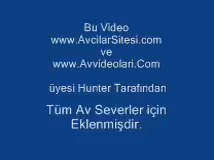 Bu Video
www.AvcilarSitesi.com
ve
www.Avvideolari.Com
üyesi Hunter Tarafından
Tüm Av Severler için
Eklenmişdir.